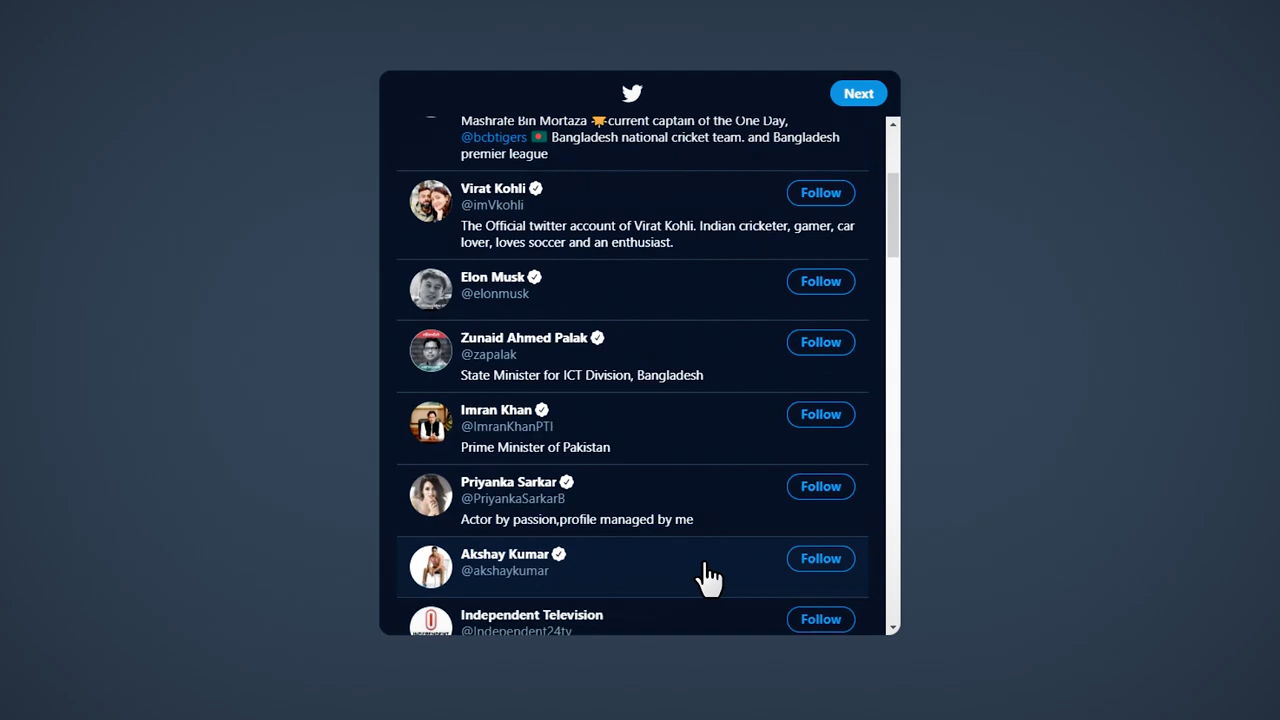 Next
Mashrafe Bin Mortaza current captain of the One Day,
@bcbtigers Bangladesh national cricket team. and Bangladesh
premier league
Virat Kohli
Follow
@imVkohli
The Official twitter account of Virat Kohli. Indian cricketer, gamer, car
lover, loves soccer and an enthusiast.
Elon Musk
Follow
@elonmusk
Zunaid Ahmed Palak
Follow
@zapalak
State Minister for ICT Division, Bangladesh
Imran Khan
Follow
@ImranKhanPTI
Prime Minister of Pakistan
Priyanka Sarkar
Follow
@PriyankaSarkarB
Actor by passion,profile managed by me
Akshay Kumar
Follow
@akshaykumar
Independent Television
Follow
@Independent24tv